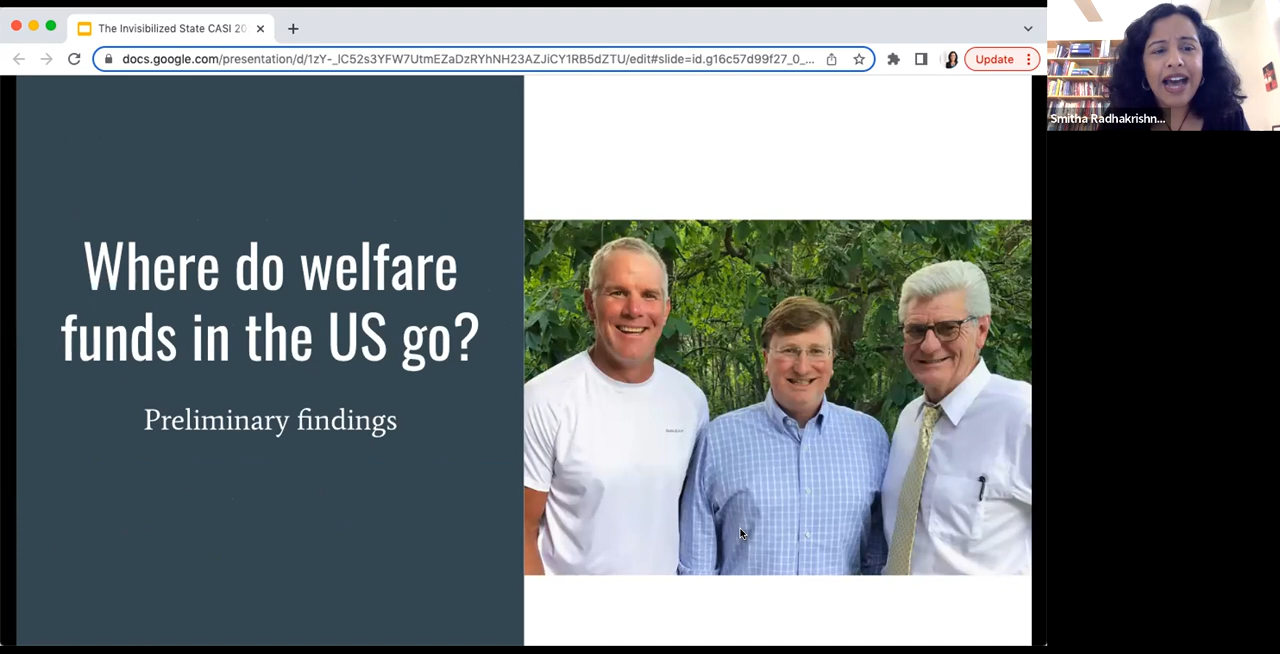 The Invisibilized State CASI 20
docs.google.com/presentation/d/1zY-_lC52s3YFW7UtmEZaDzRYhNH23AZJiCY1RB5dZTU/edit#slide=id.g16c57d99f27_0_...
Update
Smitha Radhakrishn...
Where do welfare
funds in the US go?
Preliminary findings